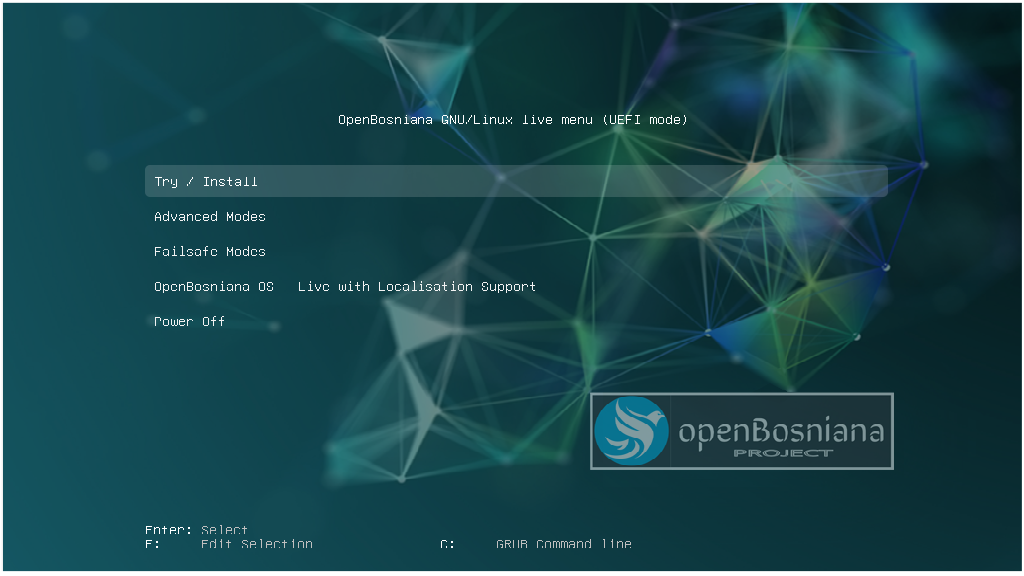 OpenBosniana GNU/Linux live menu (UEFI mode)
Try / Install
Advanced Modes
Failsafe Modes
OpenBosniana OS Live with Localisation Support
Power Off
openBosniana
PROJECT
Enter: Select
E: Edit Selection C: GRUB Command line